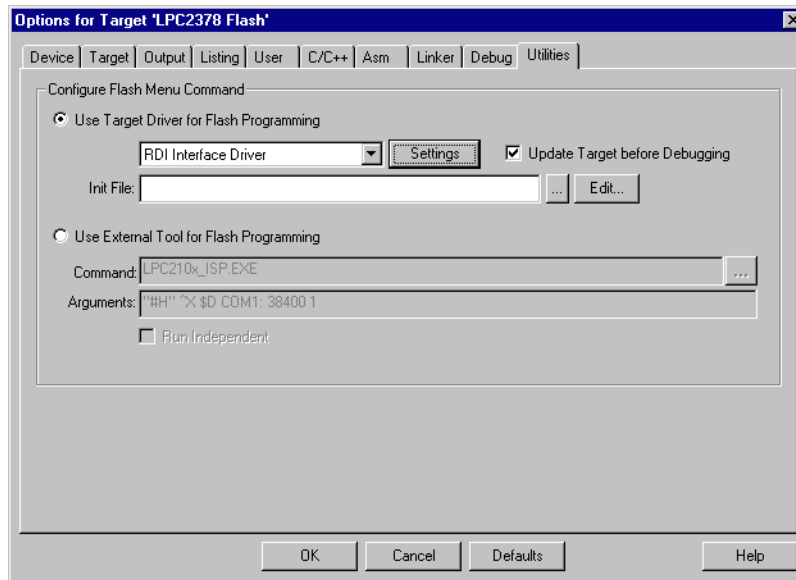 Options for Target 'LPC2378 Flash'
Device Target Output Listing User C/C++ Asm Linker Debug Utilities
Configure Flash Menu Command
Use Target Driver for Flash Programming
RDI Interface Driver Settings Update Target before Debugging
Init File: ... Edit...
Use External Tool for Flash Programming
Command: LPC210x_ISP.EXE ...
Arguments: "#H" ^X $D COM1: 38400 1
Run Independent
OK Cancel Defaults Help